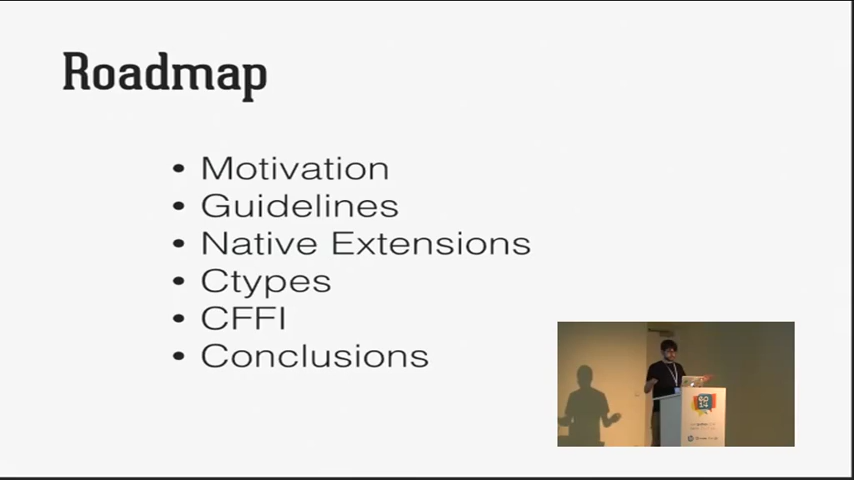 Roadmap
• Motivation
• Guidelines
• Native Extensions
• Ctypes
• CFFI
• Conclusions